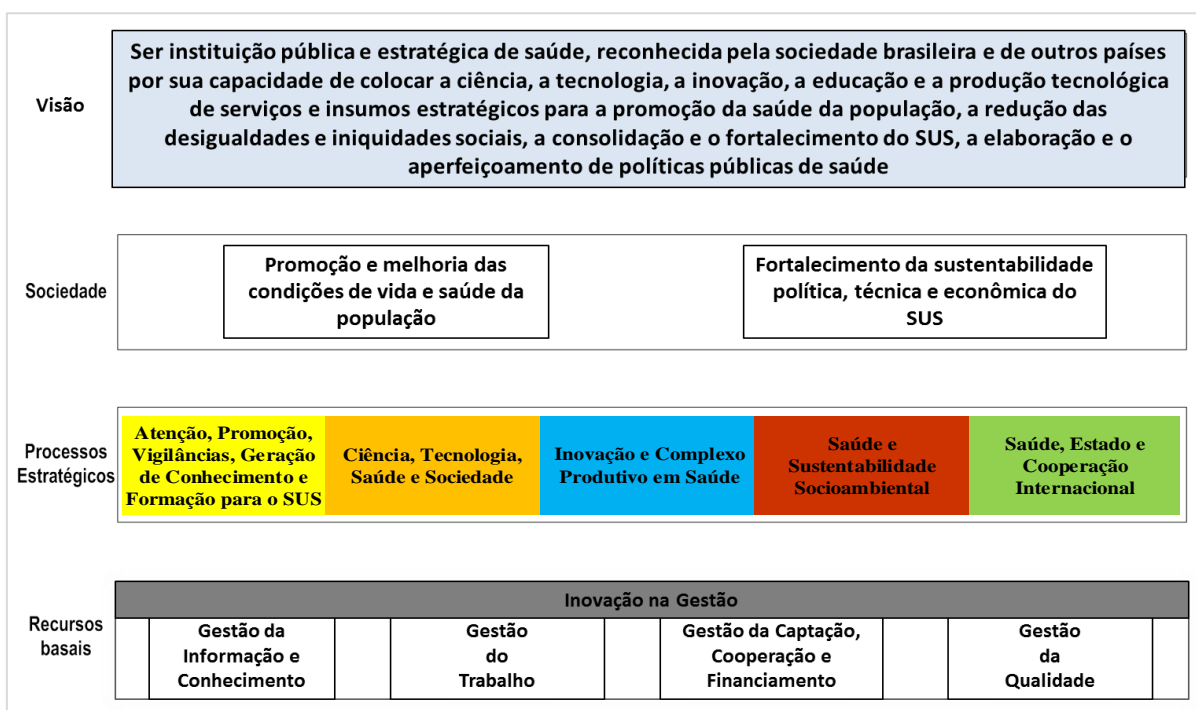 Visão
Ser instituição pública e estratégica de saúde, reconhecida pela sociedade brasileira e de outros países
por sua capacidade de colocar a ciência, a tecnologia, a inovação, a educação e a produção tecnológica
de serviços e insumos estratégicos para a promoção da saúde da população, a redução das
desigualdades e iniquidades sociais, a consolidação e o fortalecimento do SUS, a elaboração e o
aperfeiçoamento de políticas públicas de saúde
Sociedade
Promoção e melhoria das
condições de vida e saúde da
população
Fortalecimento da sustentabilidade
política, técnica e econômica do
SUS
Processos
Estratégicos
Atenção, Promoção,
Vigilâncias, Geração
de Conhecimento e
Formação para o SUS
Ciência, Tecnologia,
Saúde e Sociedade
Inovação e Complexo
Produtivo em Saúde
Saúde e
Sustentabilidade
Socioambiental
Saúde, Estado e
Cooperação
Internacional
Recursos
basais
Inovação na Gestão
Gestão da
Informação e
Conhecimento
Gestão
do
Trabalho
Gestão da Captação,
Cooperação e
Financiamento
Gestão
da
Qualidade